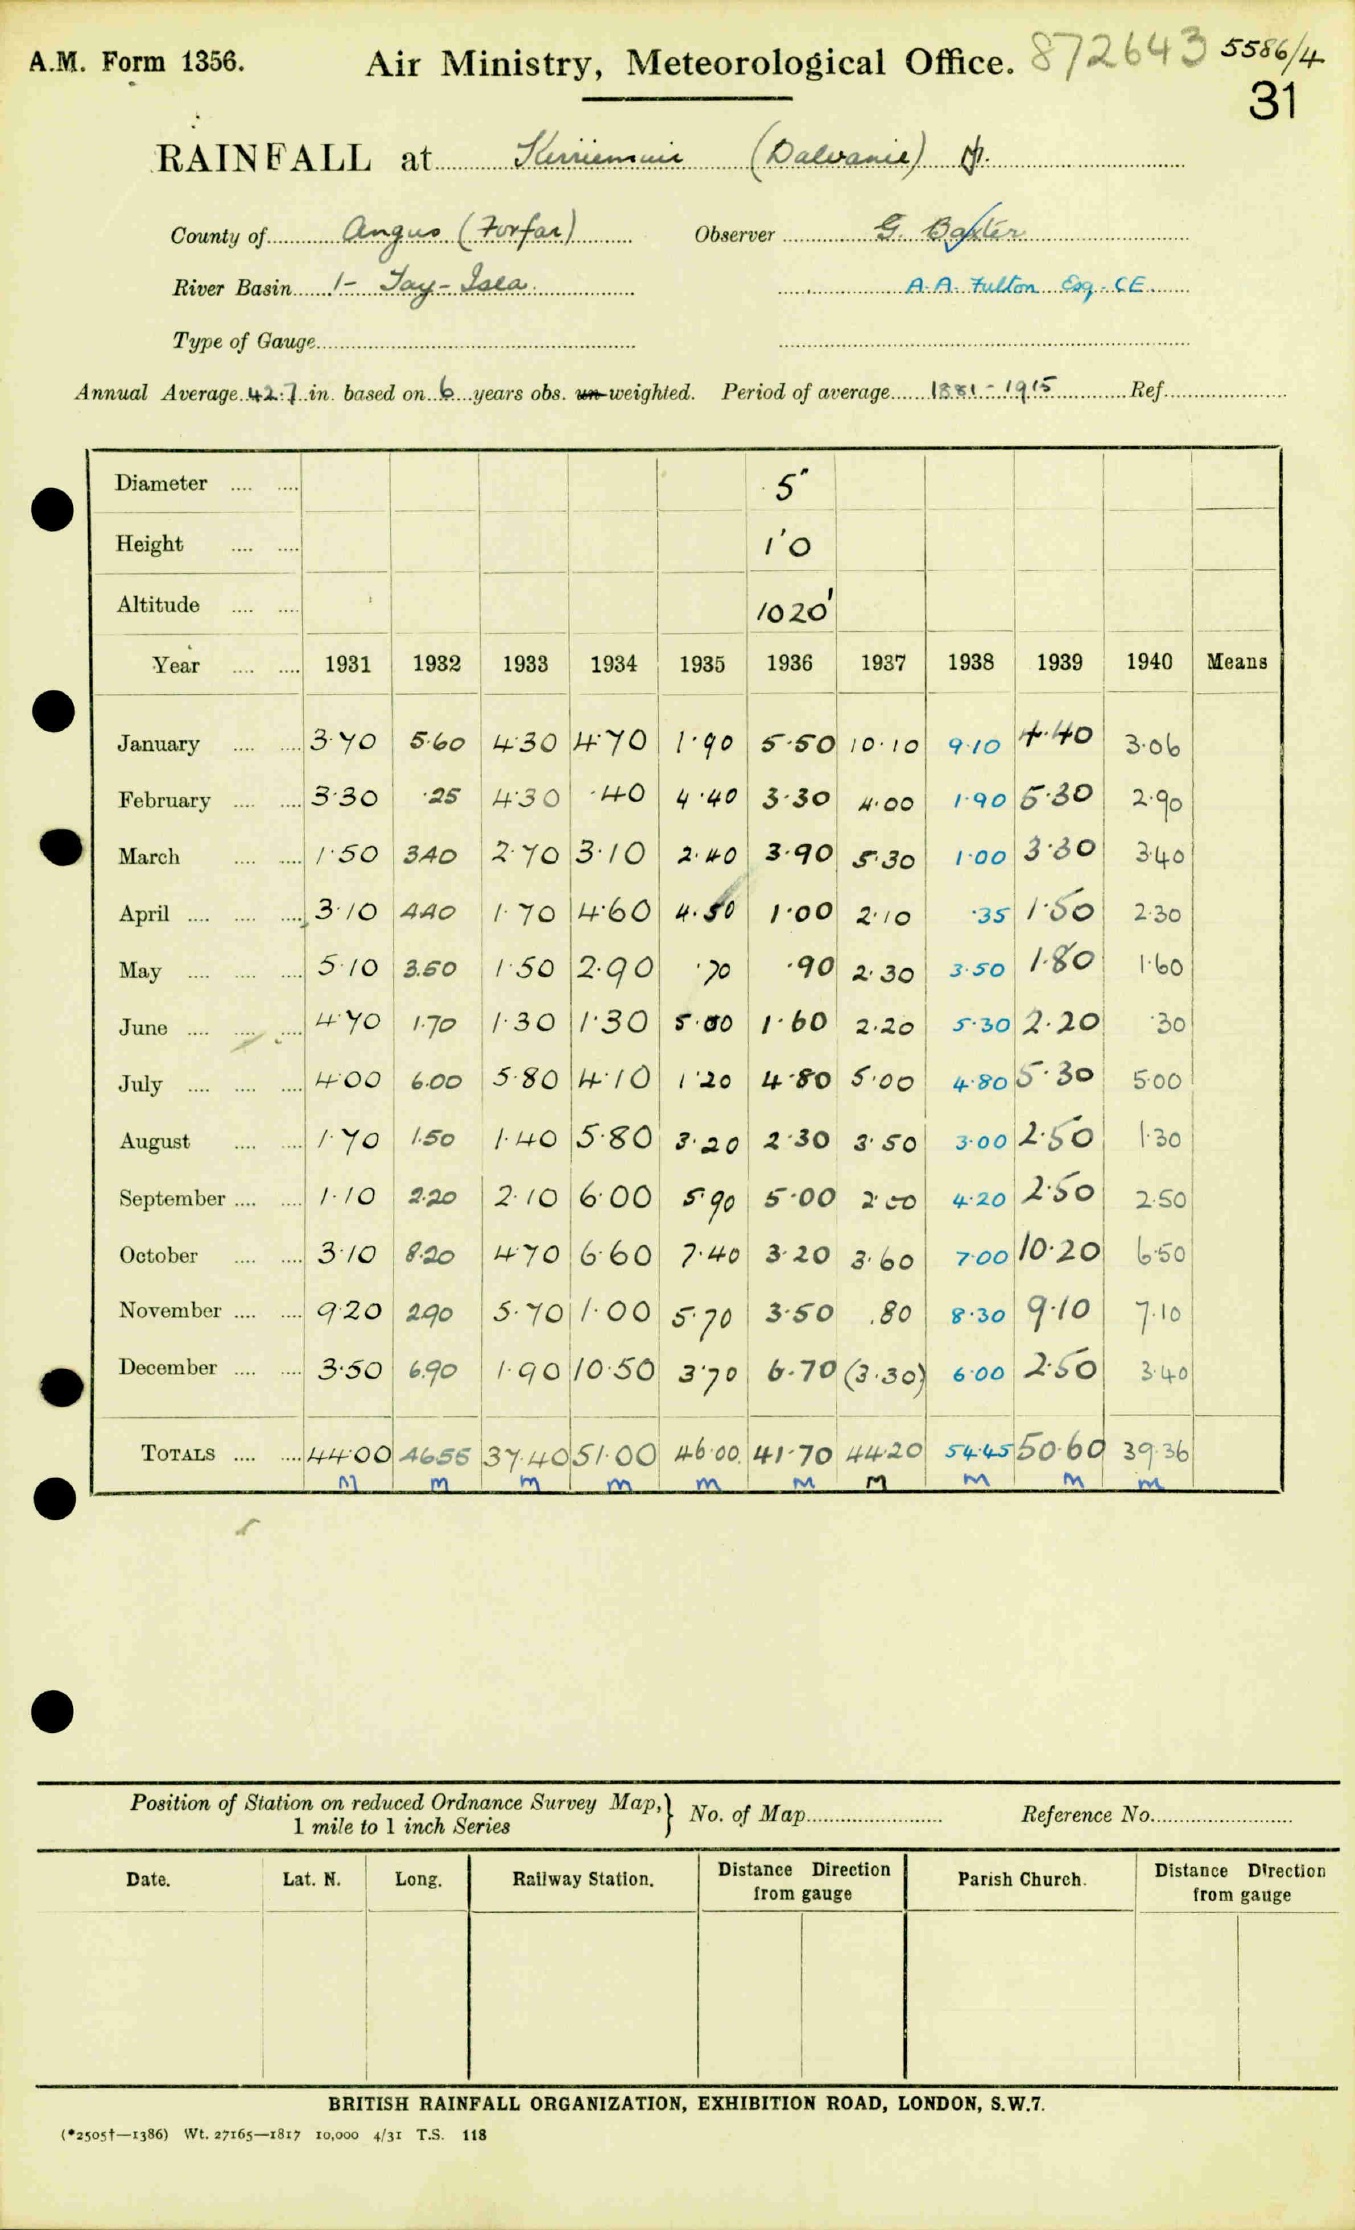 A.M. Form 1356. Air Ministry, Meteorological Office. 872643 5586/4
31
RAINFALL at Kirriemuir (Dalvanie)
County of Angus (Forfar) Observer G. Baxter
River Basin 1- Tay - Isla A.A. Fulton Esq. CE.
Type of Gauge
Annual Average 42.7 in. based on 6 years obs. un-weighted. Period of average 1881-1915 Ref.
Diameter 5"
Height 1'0
Altitude 1020'
Year 1931 1932 1933 1934 1935 1936 1937 1938 1939 1940 Means
January 3.70 5.60 4.30 4.70 1.90 5.50 10.10 9.10 4.40 3.06
February 3.30 .25 4.30 .40 4.40 3.30 4.00 1.90 5.30 2.90
March 1.50 3.40 2.70 3.10 2.40 3.90 5.30 1.00 3.30 3.40
April 3.10 4.40 1.70 4.60 4.50 1.00 2.10 .35 1.50 2.30
May 5.10 3.50 1.50 2.90 .70 .90 2.30 3.50 1.80 1.60
June 4.70 1.70 1.30 1.30 5.00 1.60 2.20 5.30 2.20 .30
July 4.00 6.00 5.80 4.10 1.20 4.80 5.00 4.80 5.30 5.00
August 1.70 1.50 1.40 5.80 3.20 2.30 3.50 3.00 2.50 1.30
September 1.10 2.20 2.10 6.00 5.90 5.00 2.00 4.20 2.50 2.50
October 3.10 8.20 4.70 6.60 7.40 3.20 3.60 7.00 10.20 6.50
November 9.20 2.90 5.70 1.00 5.70 3.50 .80 8.30 9.10 7.10
December 3.50 6.90 1.90 10.50 3.70 6.70 (3.30) 6.00 2.50 3.40
TOTALS 44.00 46.55 37.40 51.00 46.00 41.70 44.20 54.45 50.60 39.36
M m m m m m M m m m
Position of Station on reduced Ordnance Survey Map, } No. of Map Reference No.
1 mile to 1 inch Series
Date. Lat. N. Long. Railway Station. Distance Direction Parish Church. Distance Direction
from gauge from gauge
BRITISH RAINFALL ORGANIZATION, EXHIBITION ROAD, LONDON, S.W.7.
(*2505†—1386) Wt. 27165—1817 10,000 4/31 T.S. 118